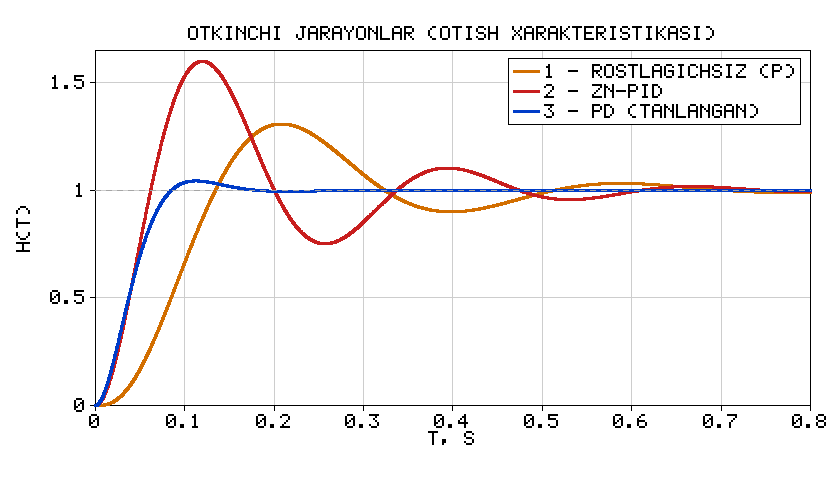 OTKINCHI JARAYONLAR (OTISH XARAKTERISTIKASI)
1 - ROSTLAGICHSIZ (P)
2 - ZN-PID
3 - PD (TANLANGAN)
1.5
1
0.5
0
H(T)
0 0.1 0.2 0.3 0.4 0.5 0.6 0.7 0.8
T, S